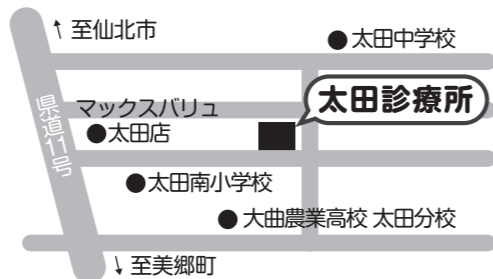 ↑ 至仙北市
●太田中学校
マックスバリュ
●太田店
太田診療所
県道11号
●太田南小学校
●大曲農業高校 太田分校
↓ 至美郷町